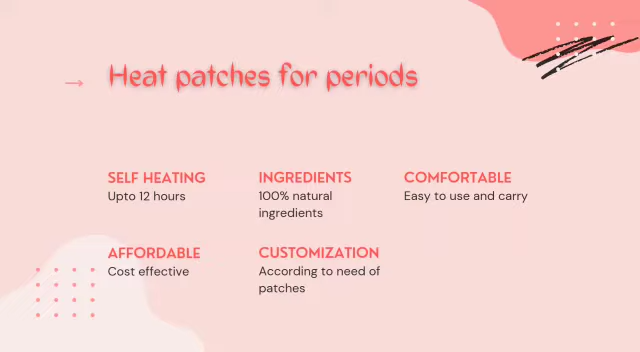 Heat patches for periods
SELF HEATING
Upto 12 hours
INGREDIENTS
100% natural
ingredients
COMFORTABLE
Easy to use and carry
AFFORDABLE
Cost effective
CUSTOMIZATION
According to need of
patches